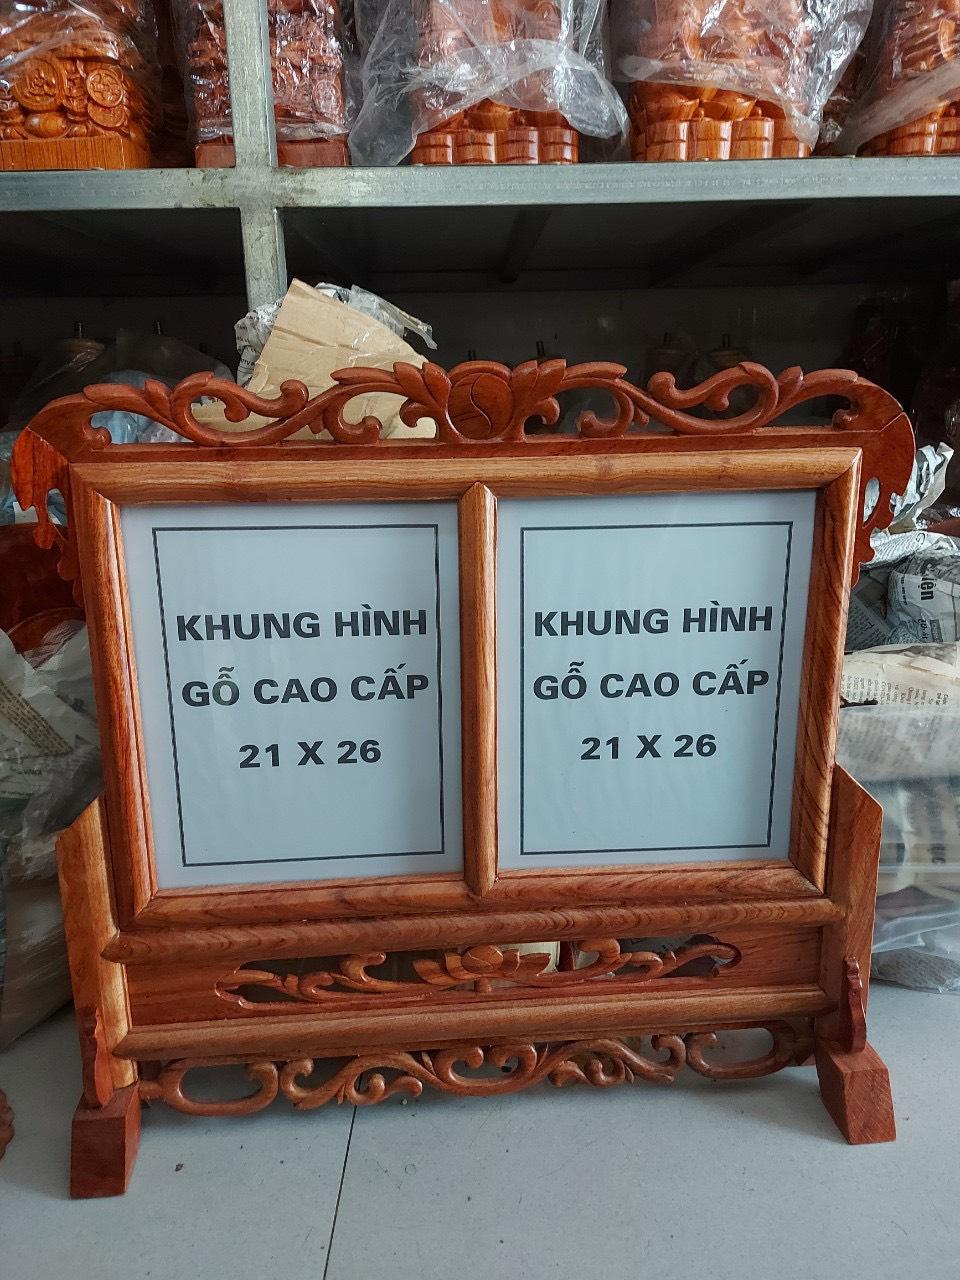 KHUNG HÌNH
GỖ CAO CẤP
21 X 26
KHUNG HÌNH
GỖ CAO CẤP
21 X 26